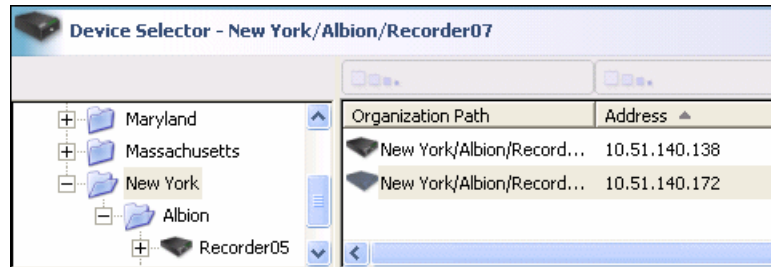 Device Selector - New York/Albion/Recorder07
Organization Path Address
Maryland
New York/Albion/Record... 10.51.140.138
Massachusetts
New York New York/Albion/Record... 10.51.140.172
Albion
Recorder05